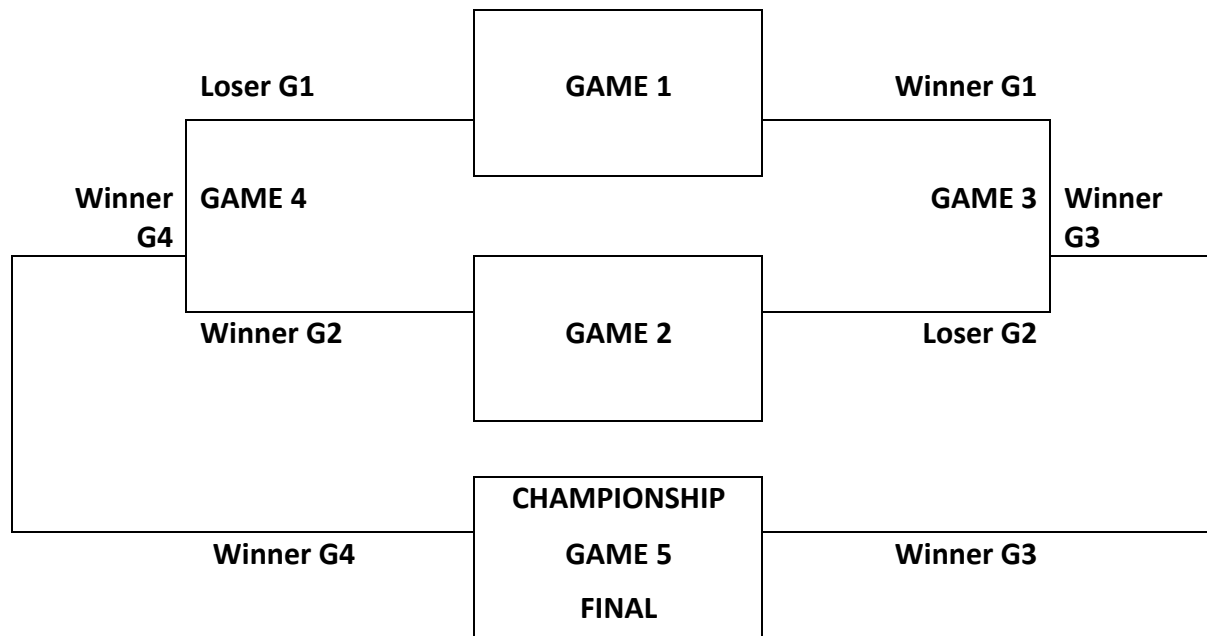 Loser G1
GAME 1
Winner G1
Winner
G4
GAME 4
GAME 3
Winner
G3
Winner G2
GAME 2
Loser G2
CHAMPIONSHIP
Winner G4
GAME 5
Winner G3
FINAL